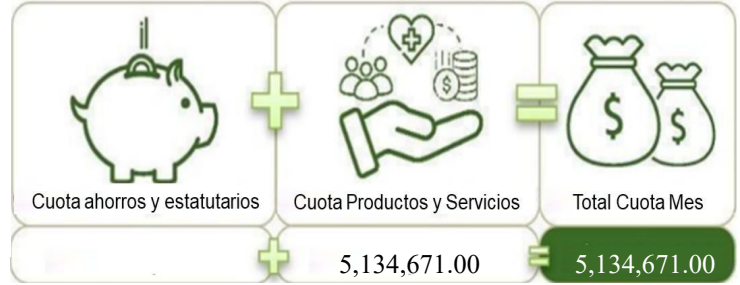 Cuota ahorros y estatutarios
Cuota Productos y Servicios
Total Cuota Mes
5,134,671.00
5,134,671.00